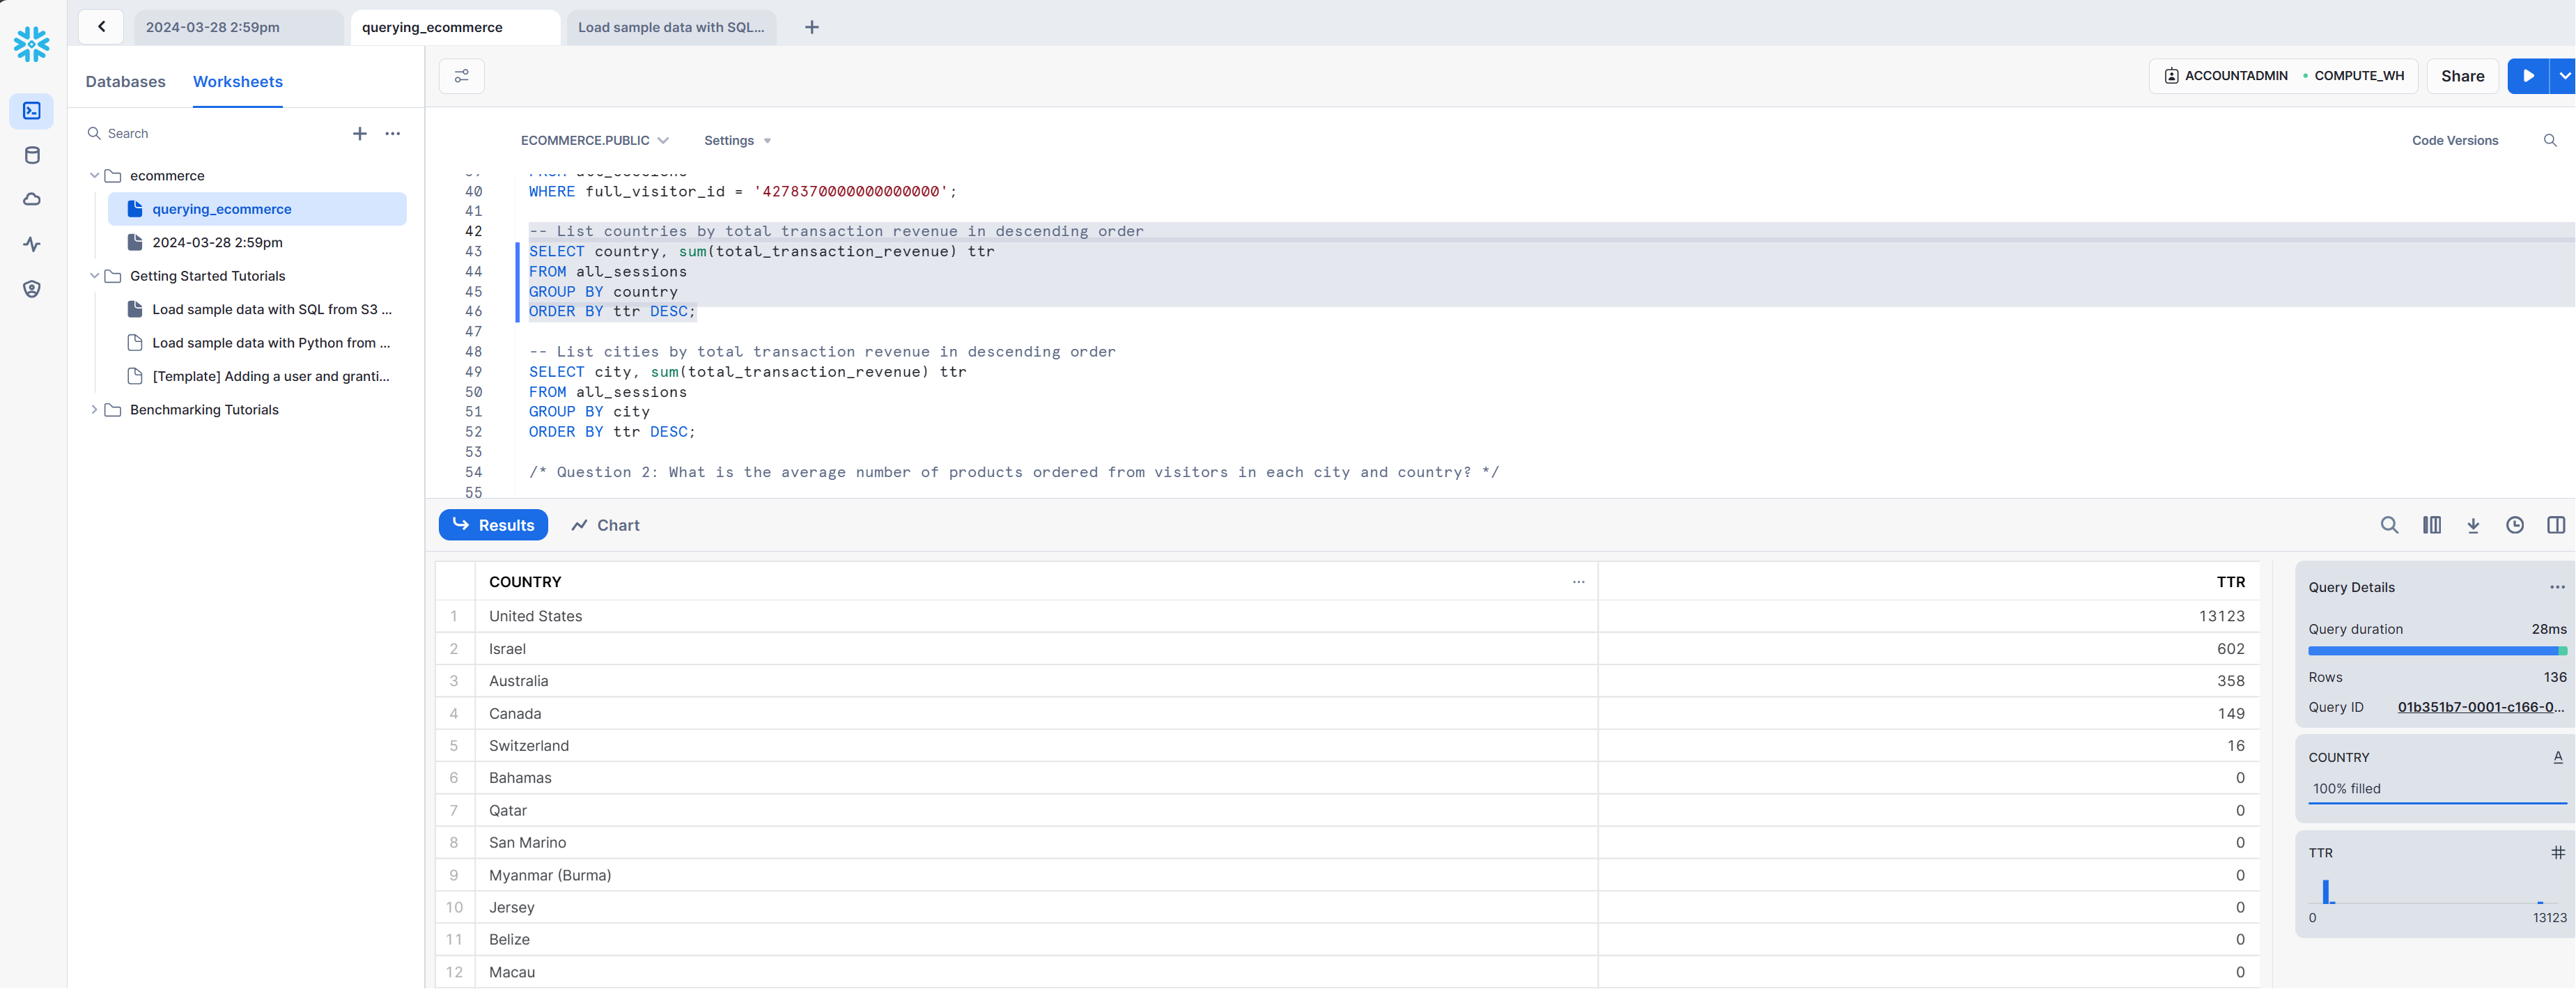 2024-03-28 2:59pm
querying_ecommerce
Load sample data with SQL...
Databases
Worksheets
ACCOUNTADMIN
COMPUTE_WH
Share
Search
ecommerce
querying_ecommerce
2024-03-28 2:59pm
Getting Started Tutorials
Load sample data with SQL from S3 ...
Load sample data with Python from ...
[Template] Adding a user and granti...
Benchmarking Tutorials
ECOMMERCE.PUBLIC
Settings
Code Versions
39 FROM all_sessions
40 WHERE full_visitor_id = '4278370000000000000';
41
42 -- List countries by total transaction revenue in descending order
43 SELECT country, sum(total_transaction_revenue) ttr
44 FROM all_sessions
45 GROUP BY country
46 ORDER BY ttr DESC;
47
48 -- List cities by total transaction revenue in descending order
49 SELECT city, sum(total_transaction_revenue) ttr
50 FROM all_sessions
51 GROUP BY city
52 ORDER BY ttr DESC;
53
54 /* Question 2: What is the average number of products ordered from visitors in each city and country? */
55
Results
Chart
COUNTRY ... TTR
1 United States 13123
2 Israel 602
3 Australia 358
4 Canada 149
5 Switzerland 16
6 Bahamas 0
7 Qatar 0
8 San Marino 0
9 Myanmar (Burma) 0
10 Jersey 0
11 Belize 0
12 Macau 0
Query Details ...
Query duration 28ms
Rows 136
Query ID 01b351b7-0001-c166-0...
COUNTRY A
100% filled
TTR #
0 13123